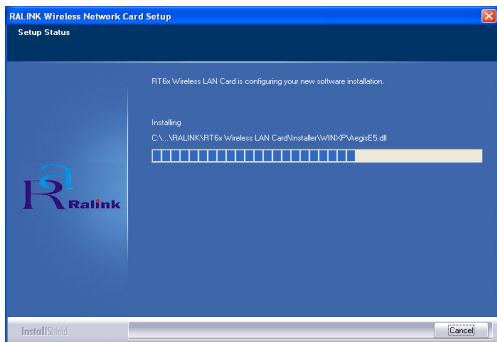 RALINK Wireless Network Card Setup
Setup Status
RT6x Wireless LAN Card is configuring your new software installation.
Installing
C:\...\RALINK\RT6x Wireless LAN Card\Installer\WINXP\AegisE5.dll
Ralink
InstallShield
Cancel